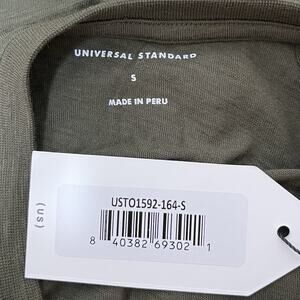 UNIVERSAL STANDARD
S
MADE IN PERU
USTO1592-164-S
8 40382 69302 1
(US)